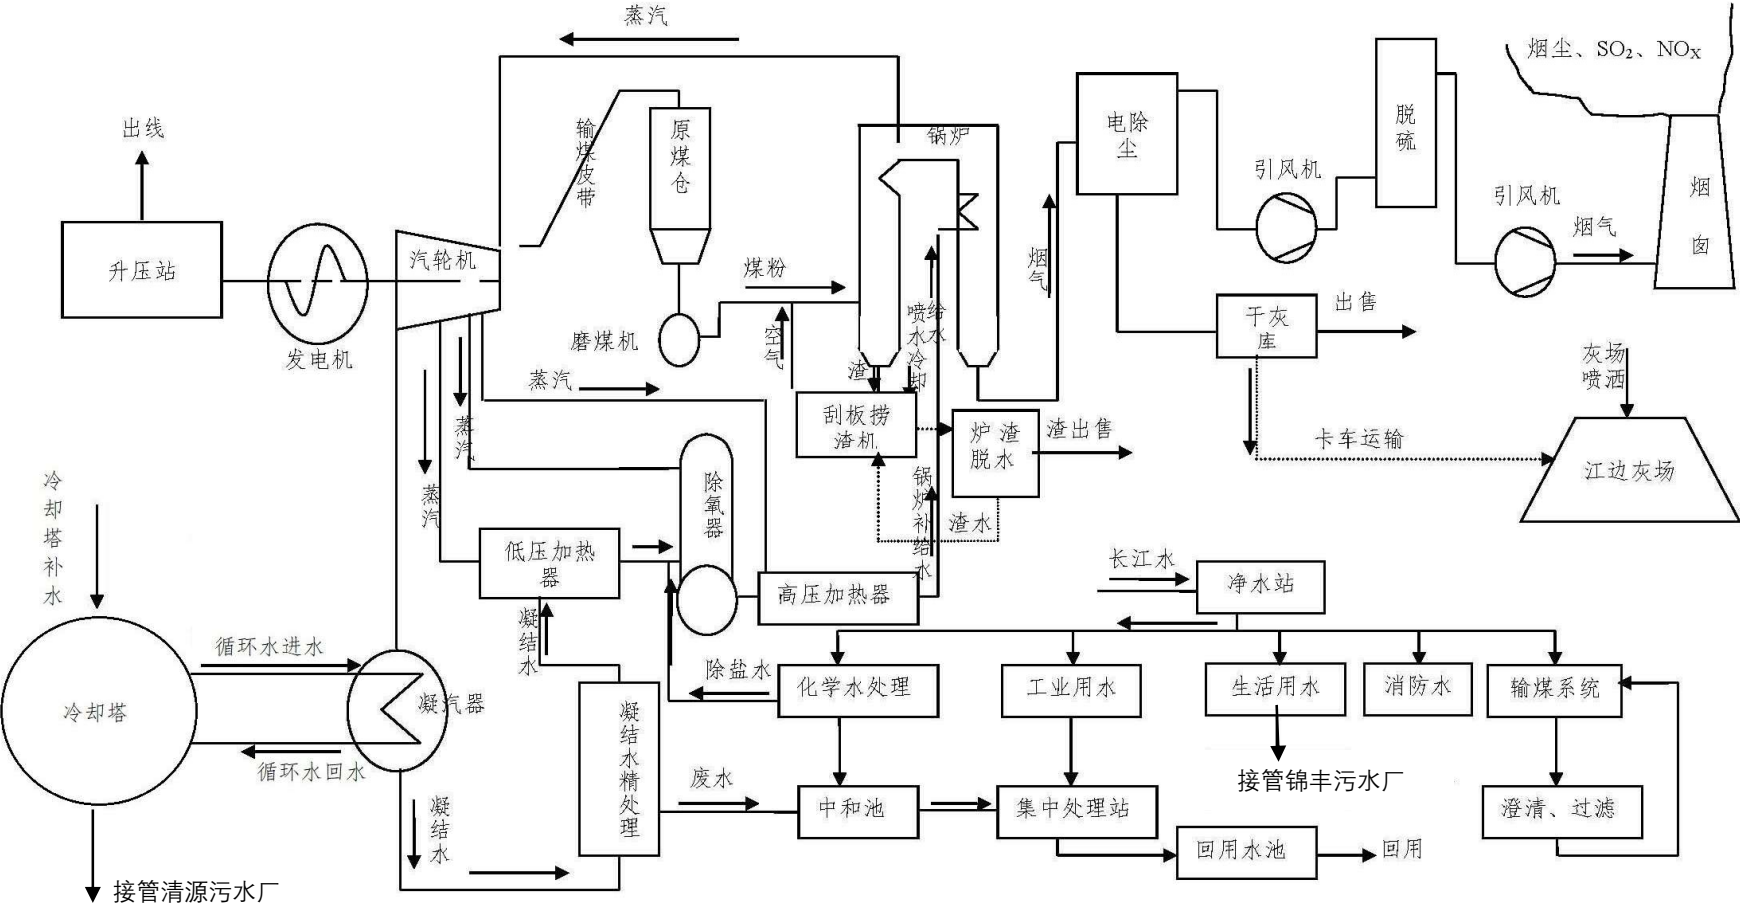 蒸汽
烟尘、SO₂、NOX
出线
输煤皮带
原煤仓
锅炉
电除尘
脱硫
引风机
引风机
烟囱
烟气
升压站
汽轮机
发电机
煤粉
磨煤机
空气
喷水冷却
给水
烟气
干灰库
出售
灰场
喷洒
蒸汽
渣
刮板捞
渣机
炉渣
脱水
渣出售
卡车运输
江边灰场
蒸汽
蒸汽
除氧器
锅炉补给水
渣水
冷却塔补水
低压加热
器
高压加热器
长江水
净水站
凝结水
循环水进水
除盐水
化学水处理
工业用水
生活用水
消防水
输煤系统
冷却塔
凝汽器
凝结水精处理
循环水回水
废水
接管锦丰污水厂
凝结水
中和池
集中处理站
澄清、过滤
回用水池
回用
接管清源污水厂